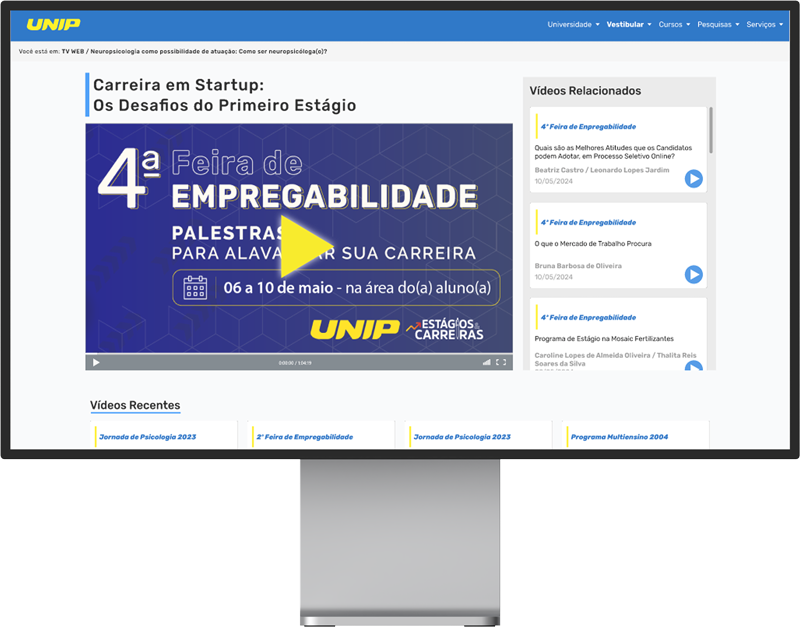 UNIP
Universidade Vestibular Cursos Pesquisas Serviços
Você está em: TV WEB / Neuropsicologia como possibilidade de atuação: Como ser neuropsicóloga(o)?
Carreira em Startup:
Os Desafios do Primeiro Estágio
4ª Feira de
EMPREGABILIDADE
PALESTRAS
PARA ALAVA AR SUA CARREIRA
06 a 10 de maio - na área do(a) aluno(a)
UNIP ESTÁGIOS &
CARREIRAS
0:00:00 / 1:04:19
Vídeos Relacionados
4ª Feira de Empregabilidade
Quais são as Melhores Atitudes que os Candidatos
podem Adotar, em Processo Seletivo Online?
Beatriz Castro / Leonardo Lopes Jardim
10/05/2024
4ª Feira de Empregabilidade
O que o Mercado de Trabalho Procura
Bruna Barbosa de Oliveira
10/05/2024
4ª Feira de Empregabilidade
Programa de Estágio na Mosaic Fertilizantes
Caroline Lopes de Almeida Oliveira / Thalita Reis
Soares da Silva
Vídeos Recentes
Jornada de Psicologia 2023
2ª Feira de Empregabilidade
Jornada de Psicologia 2023
Programa Multiensino 2004